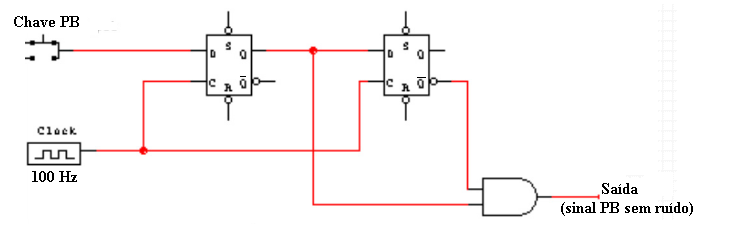 Chave PB
S
D Q
C R Q
S
D Q
C R Q
Clock
100 Hz
Saída
(sinal PB sem ruído)